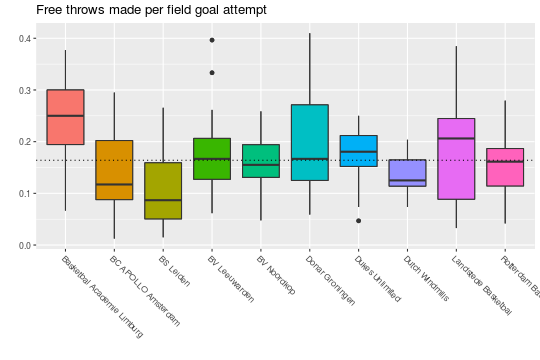 Free throws made per field goal attempt
0.4
0.3
0.2
0.1
0.0
Basketbal Academie Limburg
BC APOLLO Amsterdam
BS Leiden
BV Leeuwarden
BV Noordkop
Donar Groningen
Dukes Unlimited
Dutch Windmills
Landstede Basketbal
Rotterdam Bas